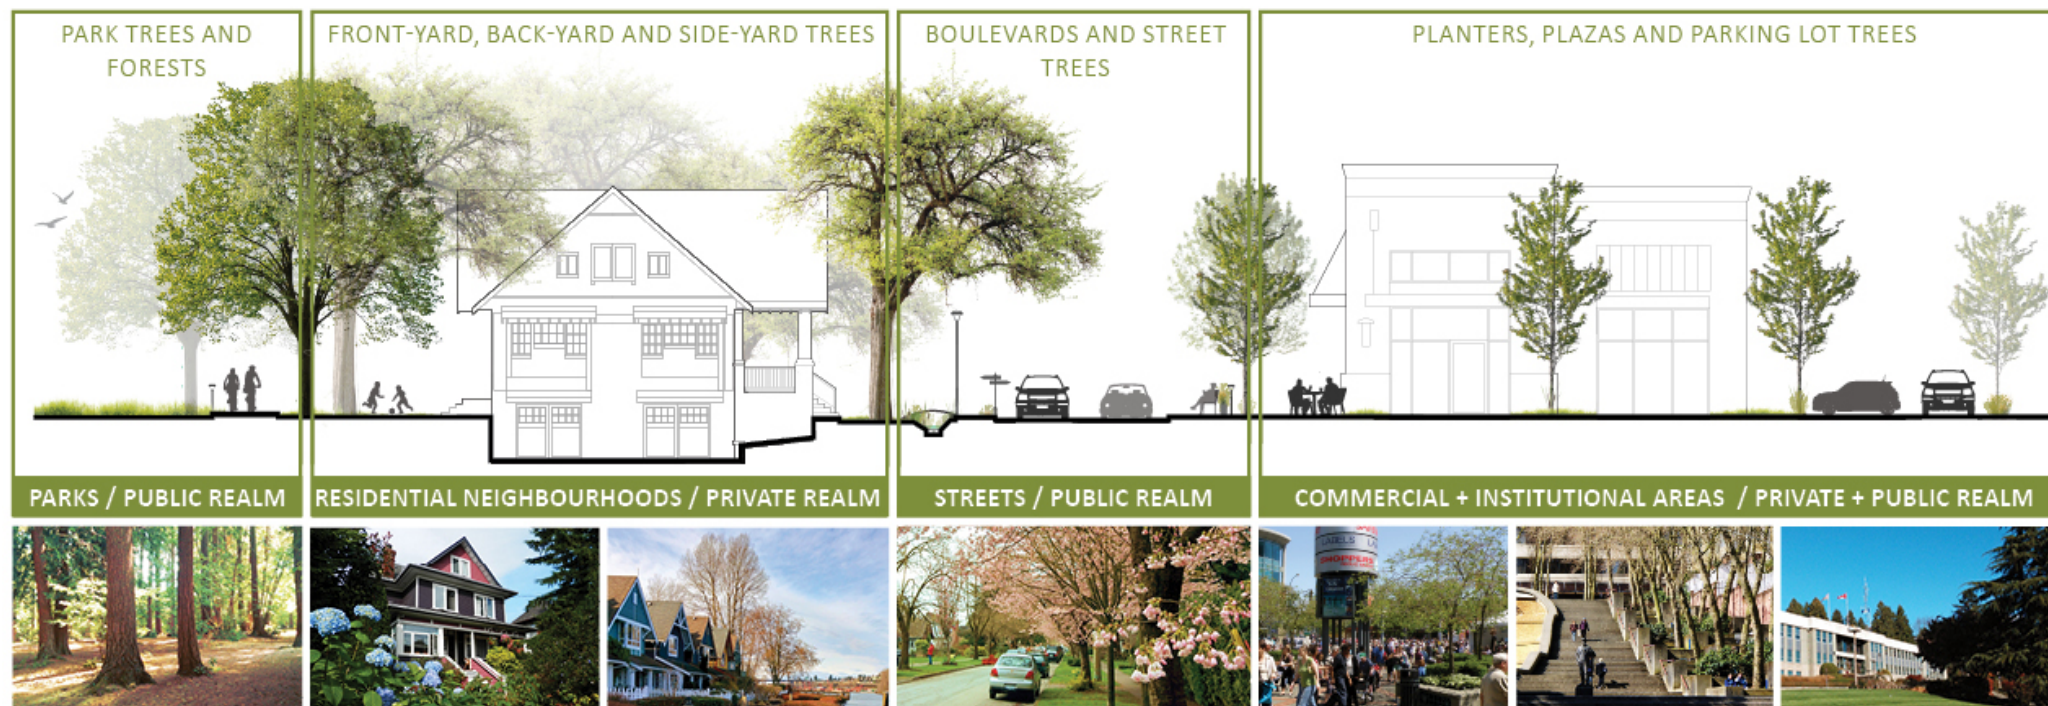 PARK TREES AND
FORESTS
FRONT-YARD, BACK-YARD AND SIDE-YARD TREES
BOULEVARDS AND STREET
TREES
PLANTERS, PLAZAS AND PARKING LOT TREES
PARKS / PUBLIC REALM
RESIDENTIAL NEIGHBOURHOODS / PRIVATE REALM
STREETS / PUBLIC REALM
COMMERCIAL + INSTITUTIONAL AREAS / PRIVATE + PUBLIC REALM
LABELS
SHOPPERS